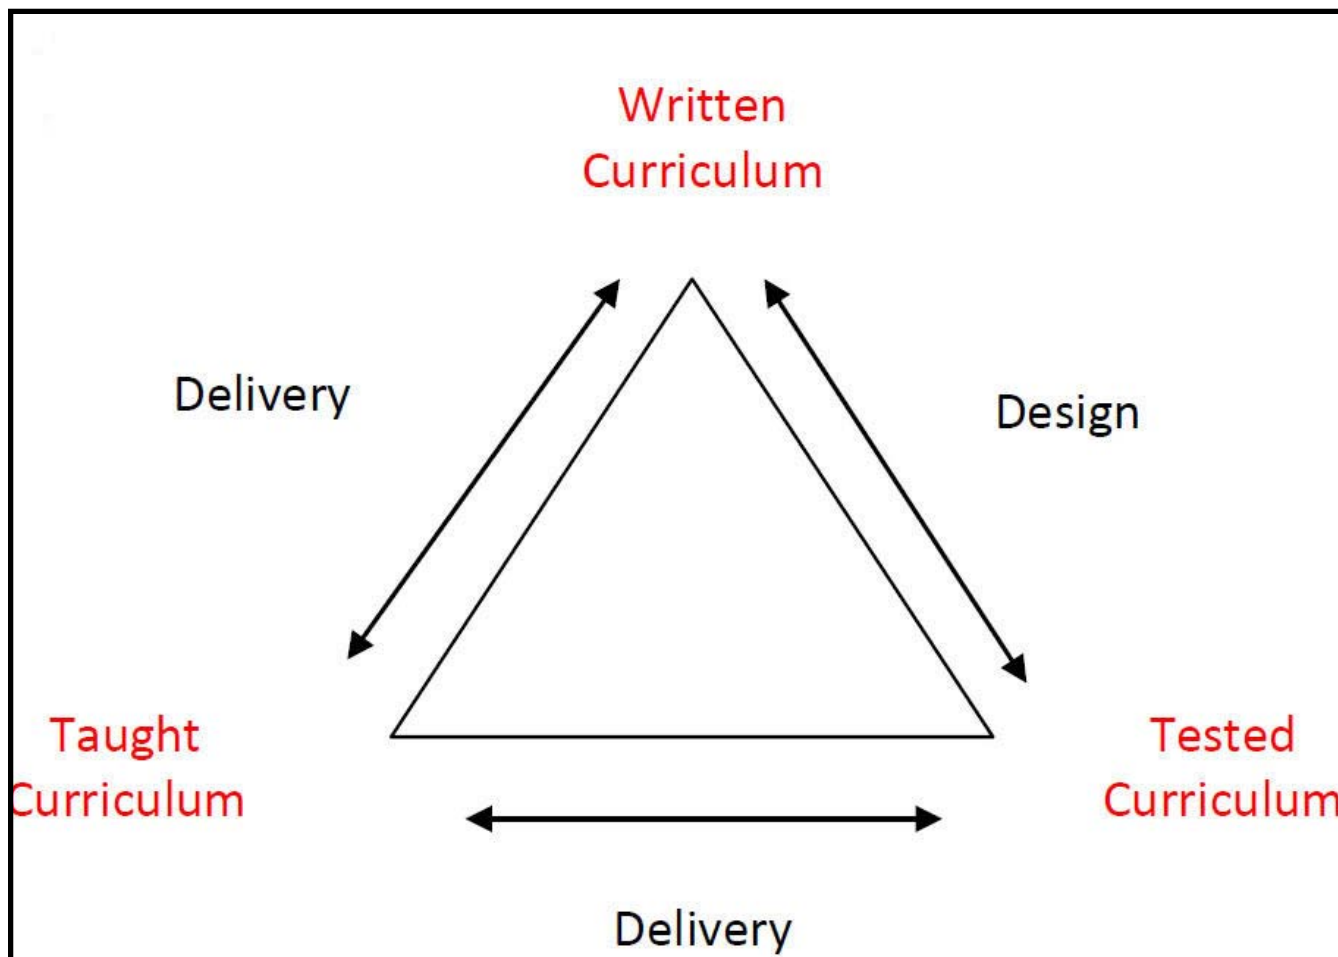 Written
Curriculum
Delivery
Design
Taught
Curriculum
Tested
Curriculum
Delivery